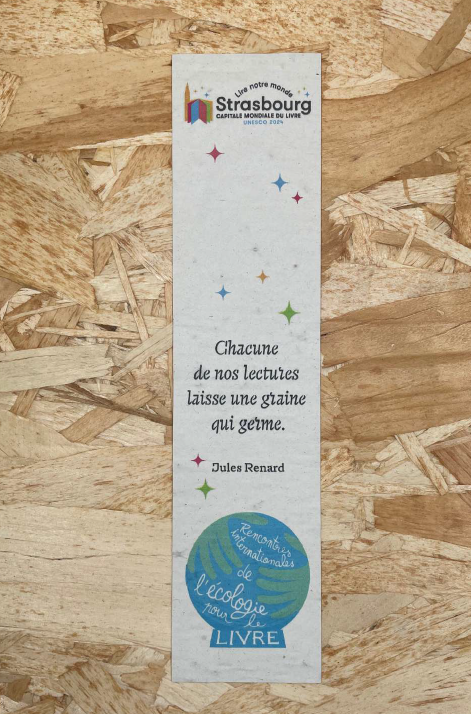 Lire notre monde
Strasbourg
CAPITALE MONDIALE DU LIVRE
UNESCO 2024
Chacune
de nos lectures
laisse une graine
qui germe.
Jules Renard
Rencontres
internationales
de
l'écologie
pour le
LIVRE